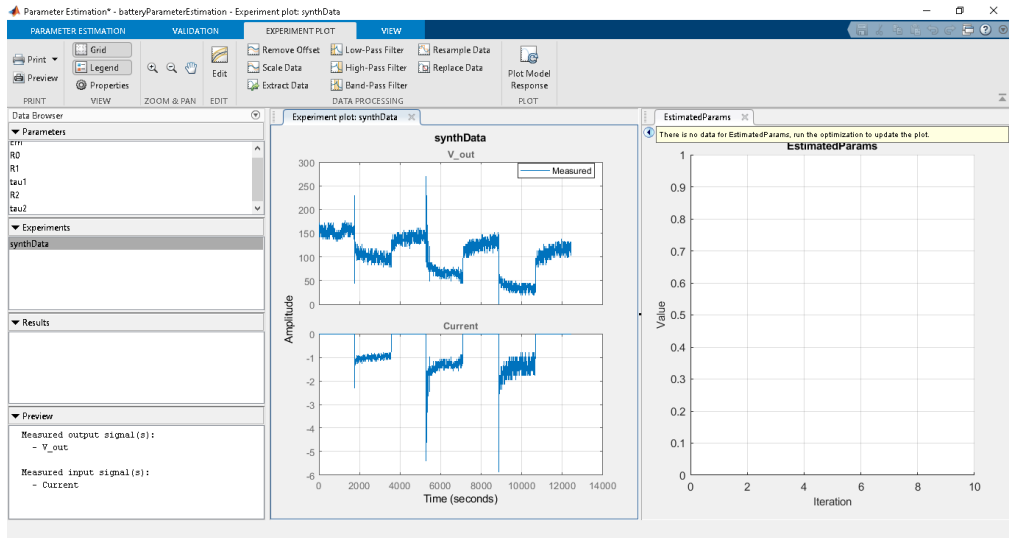 Parameter Estimation* - batteryParameterEstimation - Experiment plot: synthData
PARAMETER ESTIMATION VALIDATION EXPERIMENT PLOT VIEW
Print
Preview
PRINT
Grid
Legend
Properties
VIEW
ZOOM & PAN
Edit
EDIT
Remove Offset Low-Pass Filter Resample Data
Scale Data High-Pass Filter Replace Data
Extract Data Band-Pass Filter
DATA PROCESSING
Plot Model
Response
PLOT
Data Browser
Parameters
R0
R1
tau1
R2
tau2
Experiments
synthData
Results
Preview
Measured output signal(s):
- V_out
Measured input signal(s):
- Current
Experiment plot: synthData
synthData
V_out
Measured
300
250
200
150
100
50
0
Amplitude
Current
0
-1
-2
-3
-4
-5
-6
0 2000 4000 6000 8000 10000 12000 14000
Time (seconds)
EstimatedParams
There is no data for EstimatedParams, run the optimization to update the plot.
EstimatedParams
1
0.9
0.8
0.7
0.6
0.5
0.4
0.3
0.2
0.1
0
Value
0 2 4 6 8 10
Iteration